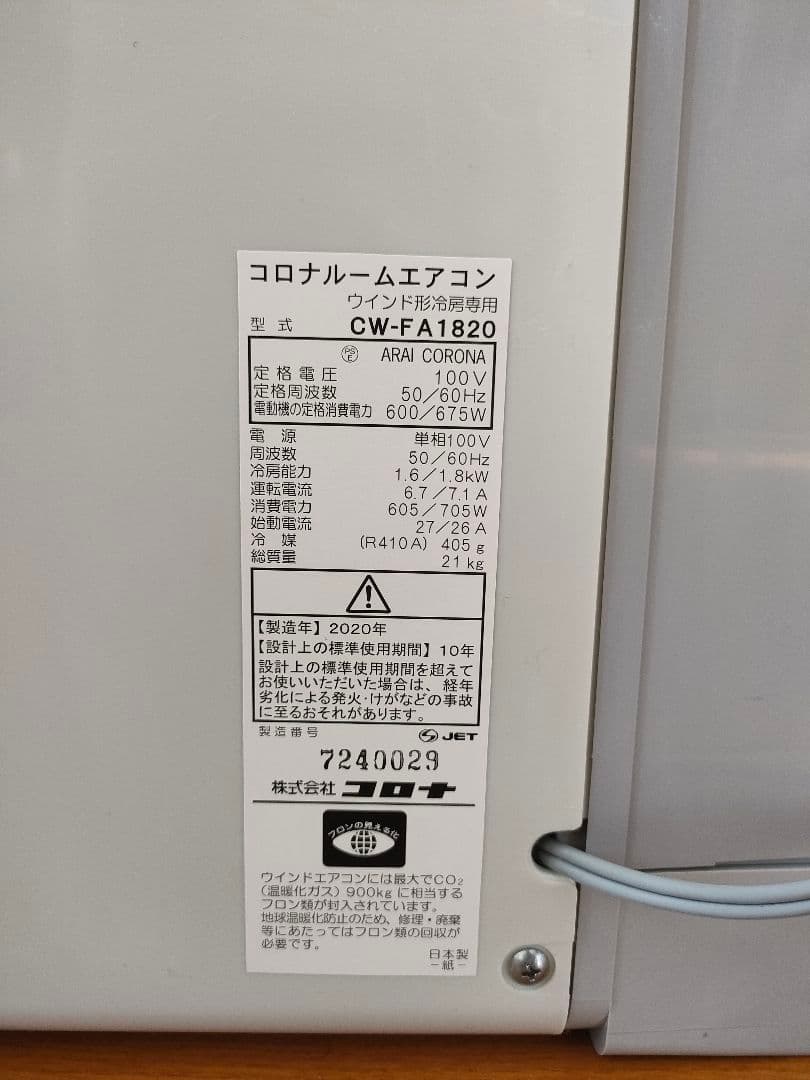 コロナルームエアコン
ウインド形冷房専用
型式 CW-FA1820
PSE ARAI CORONA
定格電圧 100V
定格周波数 50/60Hz
電動機の定格消費電力 600/675W
電源 単相100V
周波数 50/60Hz
冷房能力 1.6/1.8kW
運転電流 6.7/7.1A
消費電力 605/705W
始動電流 27/26A
冷媒 (R410A) 405g
総質量 21kg
【製造年】2020年
【設計上の標準使用期間】10年
設計上の標準使用期間を超えて
お使いいただいた場合は、経年
劣化による発火・けがなどの事故
に至るおそれがあります。
製造番号 JET
7240029
株式会社 コロナ
フロンの見える化
ウインドエアコンには最大でCO₂
(温暖化ガス)900kgに相当する
フロン類が封入されています。
地球温暖化防止のため、修理・廃棄
等にあたってはフロン類の回収が
必要です。
日本製
-紙-